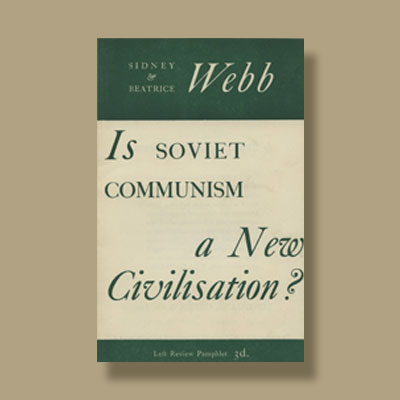 SIDNEY
&
BEATRICE
Webb
Is SOVIET
COMMUNISM
a New
Civilisation?
Left Review Pamphlet 3d.